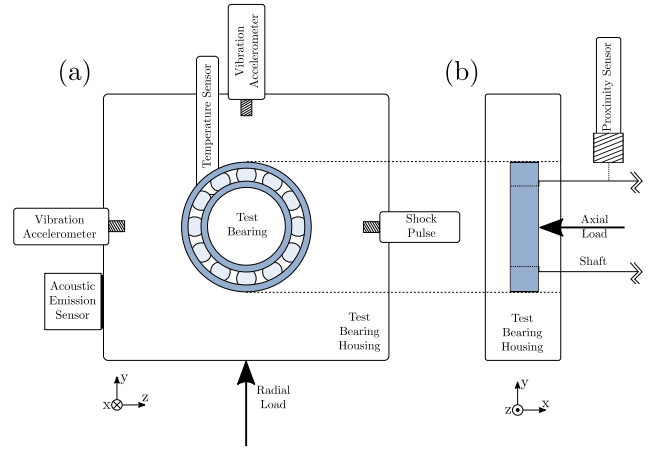 (a)
Vibration
Accelerometer
Temperature Sensor
(b)
Proximity Sensor
Vibration
Accelerometer
Test
Bearing
Shock
Pulse
Axial
Load
Shaft
Acoustic
Emission
Sensor
Test
Bearing
Housing
Test
Bearing
Housing
Radial
Load
y
x
z
y
z
x